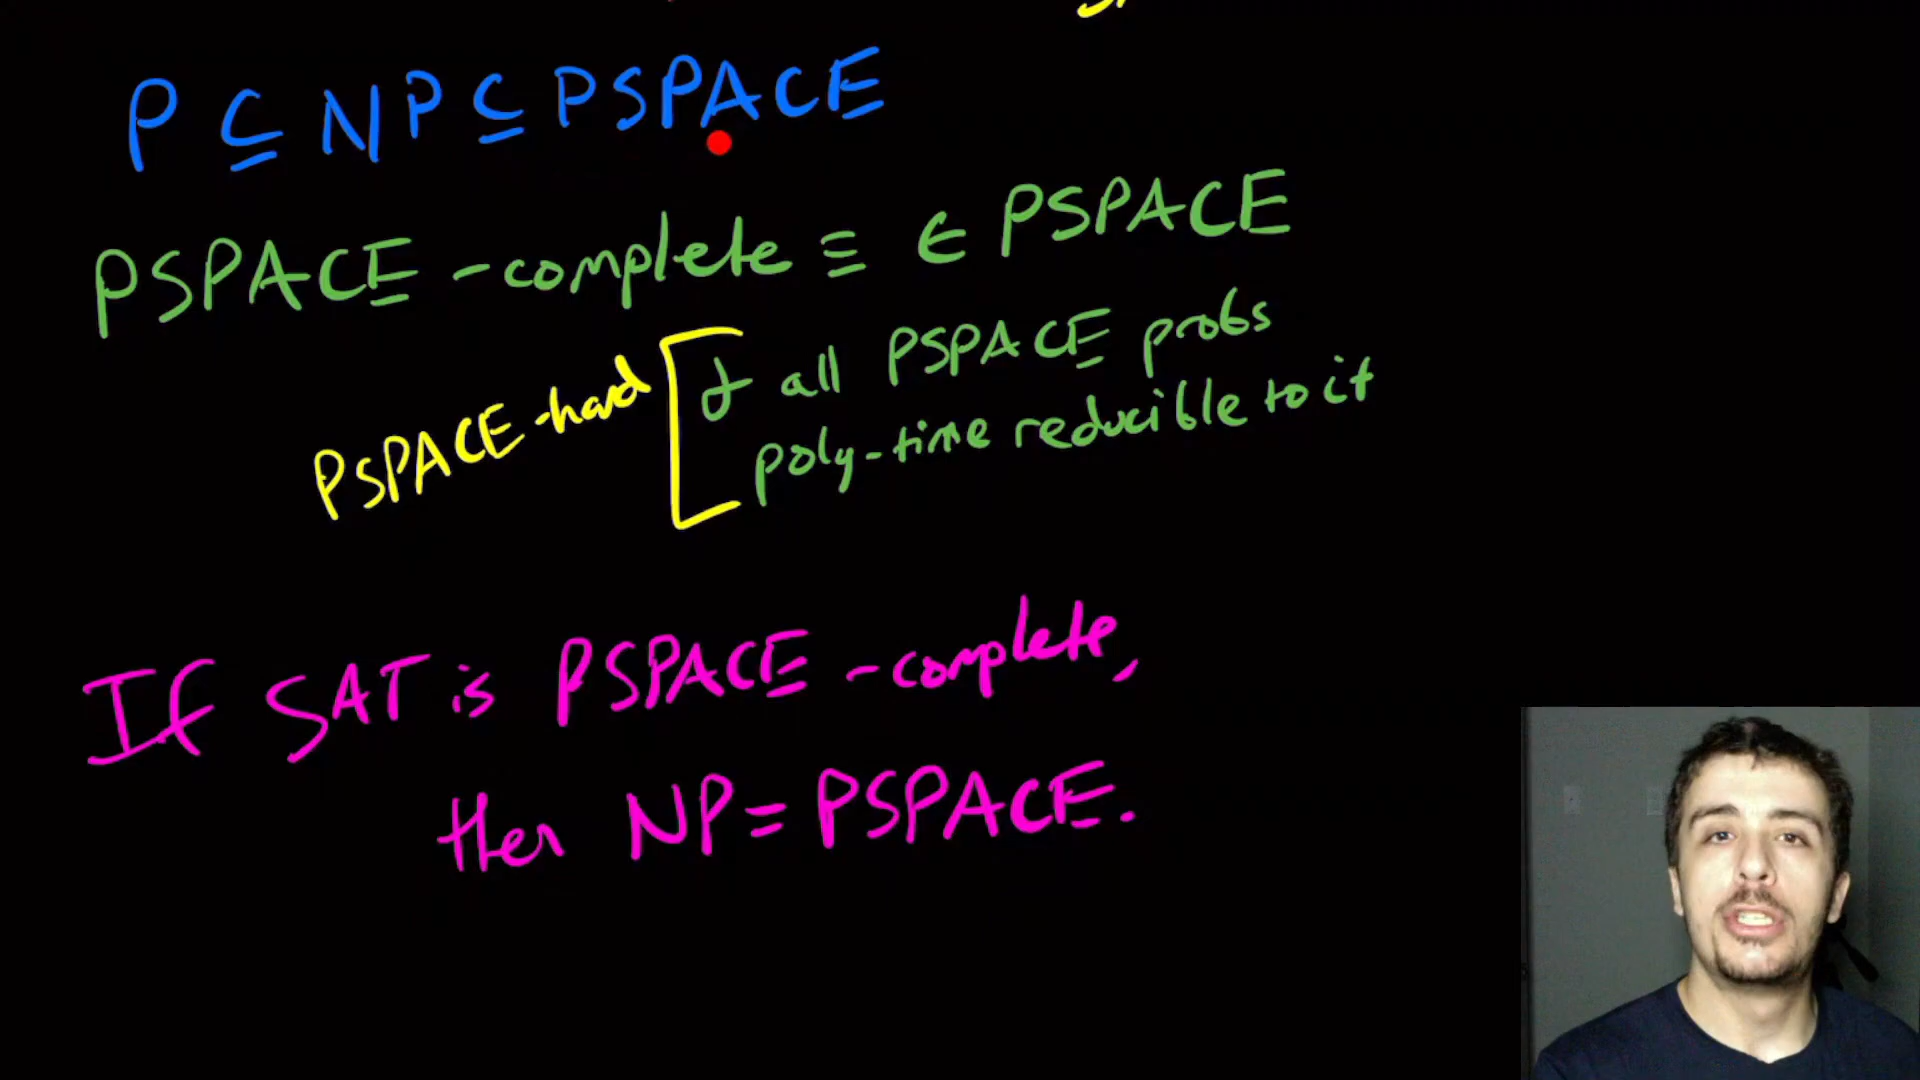 P ⊆ NP ⊆ PSPACE
PSPACE-complete ≡ ∈ PSPACE
& all PSPACE probs
poly-time reducible to it
PSPACE-hard
If SAT is PSPACE-complete,
then NP=PSPACE.